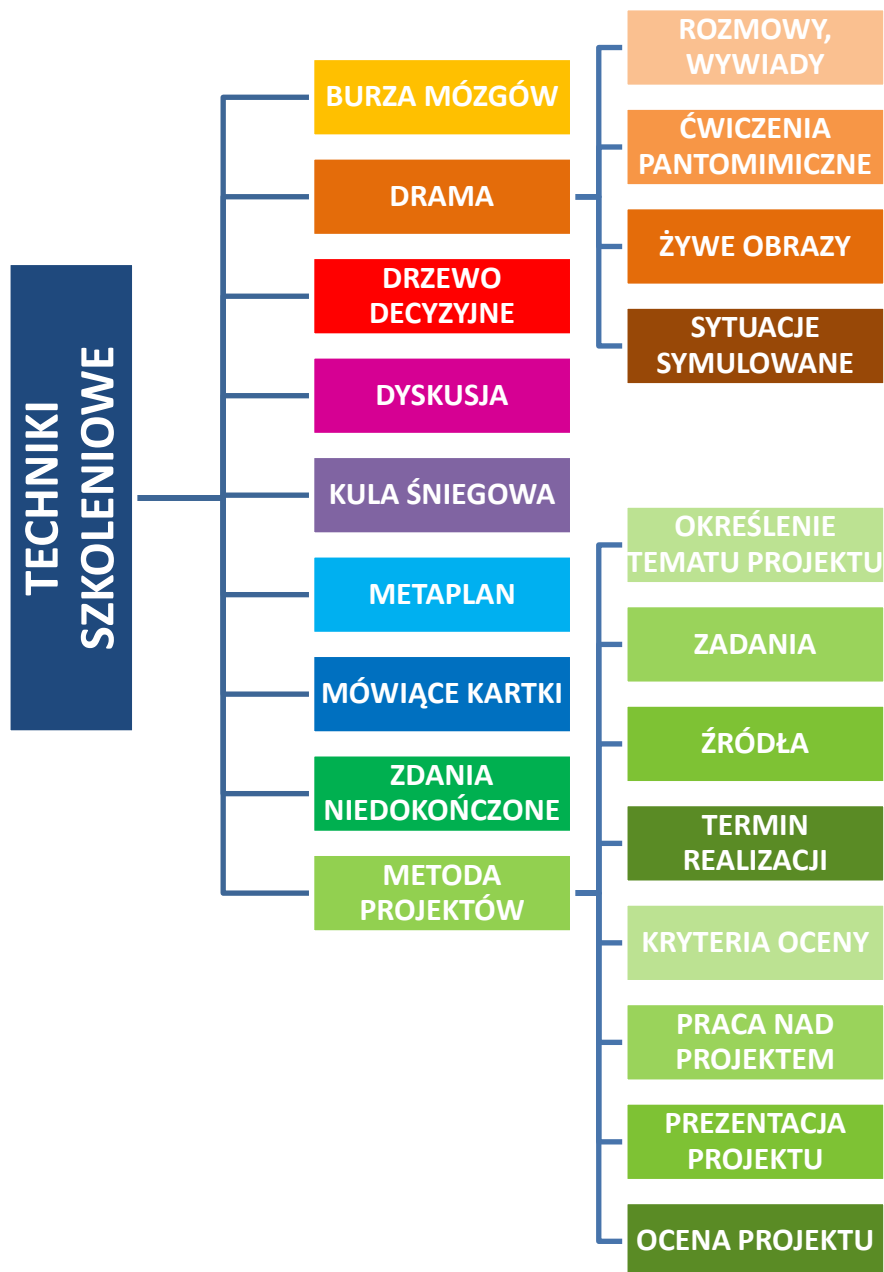 TECHNIKI
SZKOLENIOWE
BURZA MÓZGÓW
DRAMA
ROZMOWY,
WYWIADY
ĆWICZENIA
PANTOMIMICZNE
ŻYWE OBRAZY
SYTUACJE
SYMULOWANE
DRZEWO
DECYZYJNE
DYSKUSJA
KULA ŚNIEGOWA
METAPLAN
MÓWIĄCE KARTKI
ZDANIA
NIEDOKOŃCZONE
METODA
PROJEKTÓW
OKREŚLENIE
TEMATU PROJEKTU
ZADANIA
ŹRÓDŁA
TERMIN
REALIZACJI
KRYTERIA OCENY
PRACA NAD
PROJEKTEM
PREZENTACJA
PROJEKTU
OCENA PROJEKTU